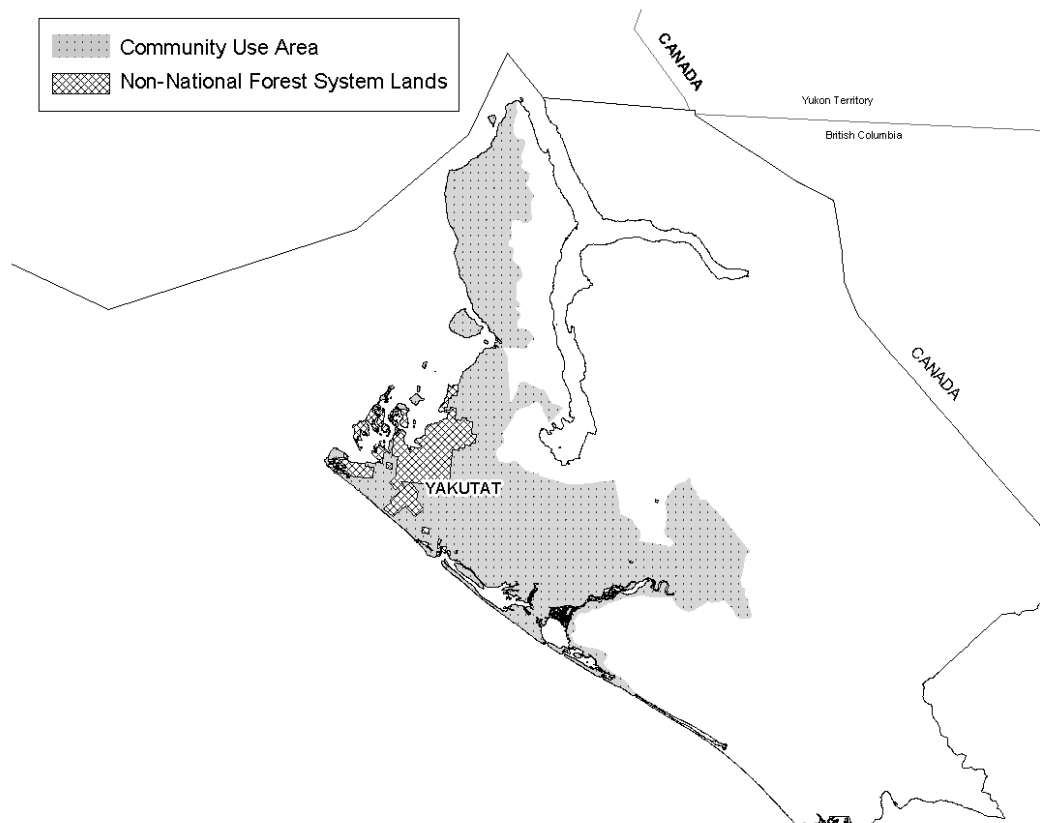 Community Use Area
Non-National Forest System Lands
CANADA
Yukon Territory
British Columbia
CANADA
YAKUTAT